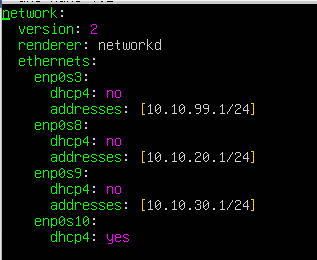 network:
  version: 2
  renderer: networkd
  ethernets:
    enp0s3:
      dhcp4: no
      addresses: [10.10.99.1/24]
    enp0s8:
      dhcp4: no
      addresses: [10.10.20.1/24]
    enp0s9:
      dhcp4: no
      addresses: [10.10.30.1/24]
    enp0s10:
      dhcp4: yes